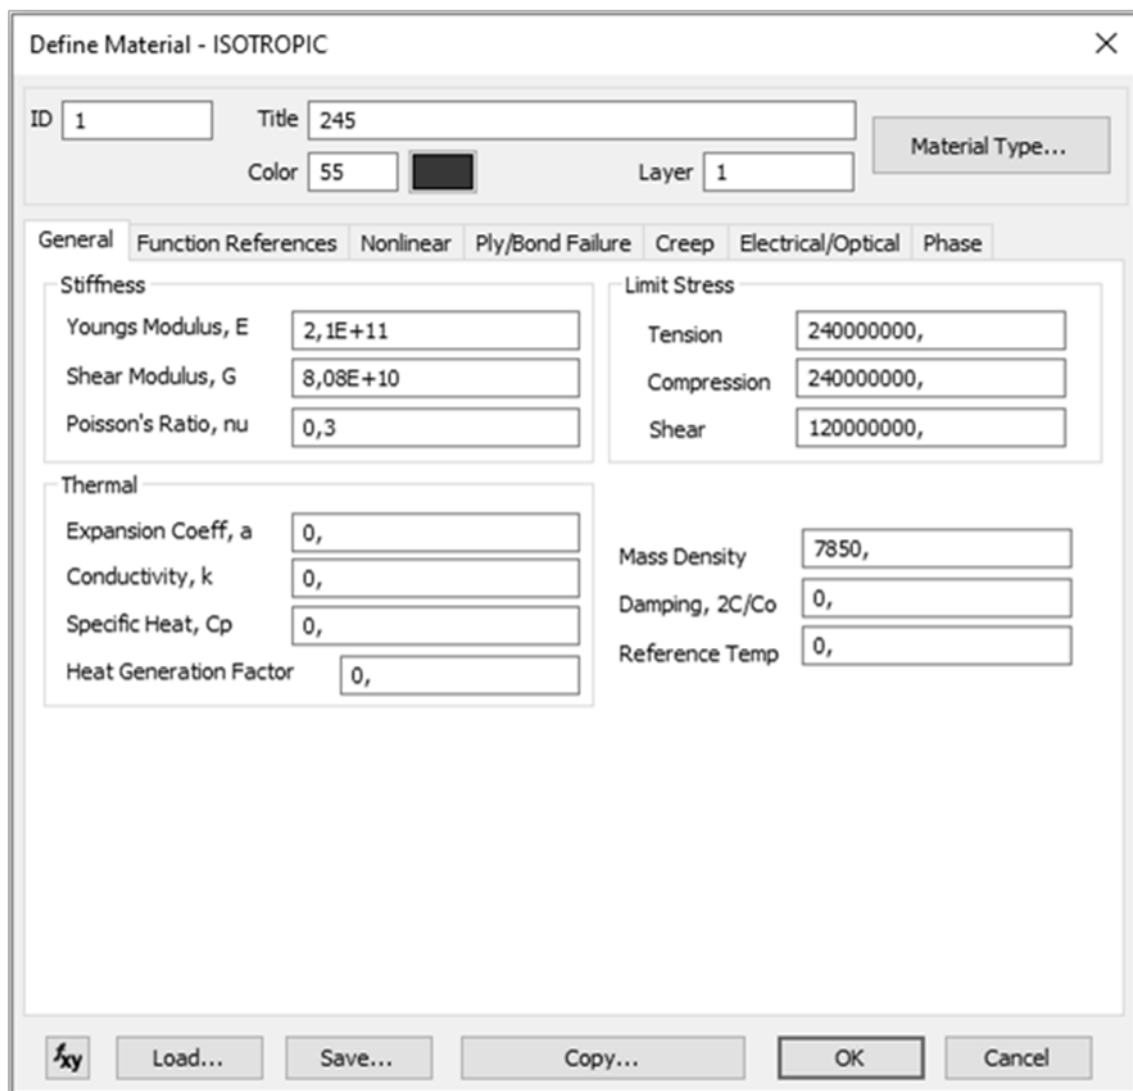 Define Material - ISOTROPIC
ID 1 Title 245 Material Type...
Color 55 Layer 1
General Function References Nonlinear Ply/Bond Failure Creep Electrical/Optical Phase
Stiffness
Youngs Modulus, E 2,1E+11
Shear Modulus, G 8,08E+10
Poisson's Ratio, nu 0,3
Limit Stress
Tension 240000000,
Compression 240000000,
Shear 120000000,
Thermal
Expansion Coeff, a 0,
Conductivity, k 0,
Specific Heat, Cp 0,
Heat Generation Factor 0,
Mass Density 7850,
Damping, 2C/Co 0,
Reference Temp 0,
fxy Load... Save... Copy... OK Cancel